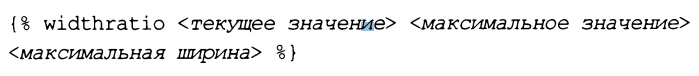 {% widthratio <текущее значение> <максимальное значение>
<максимальная ширина> %}